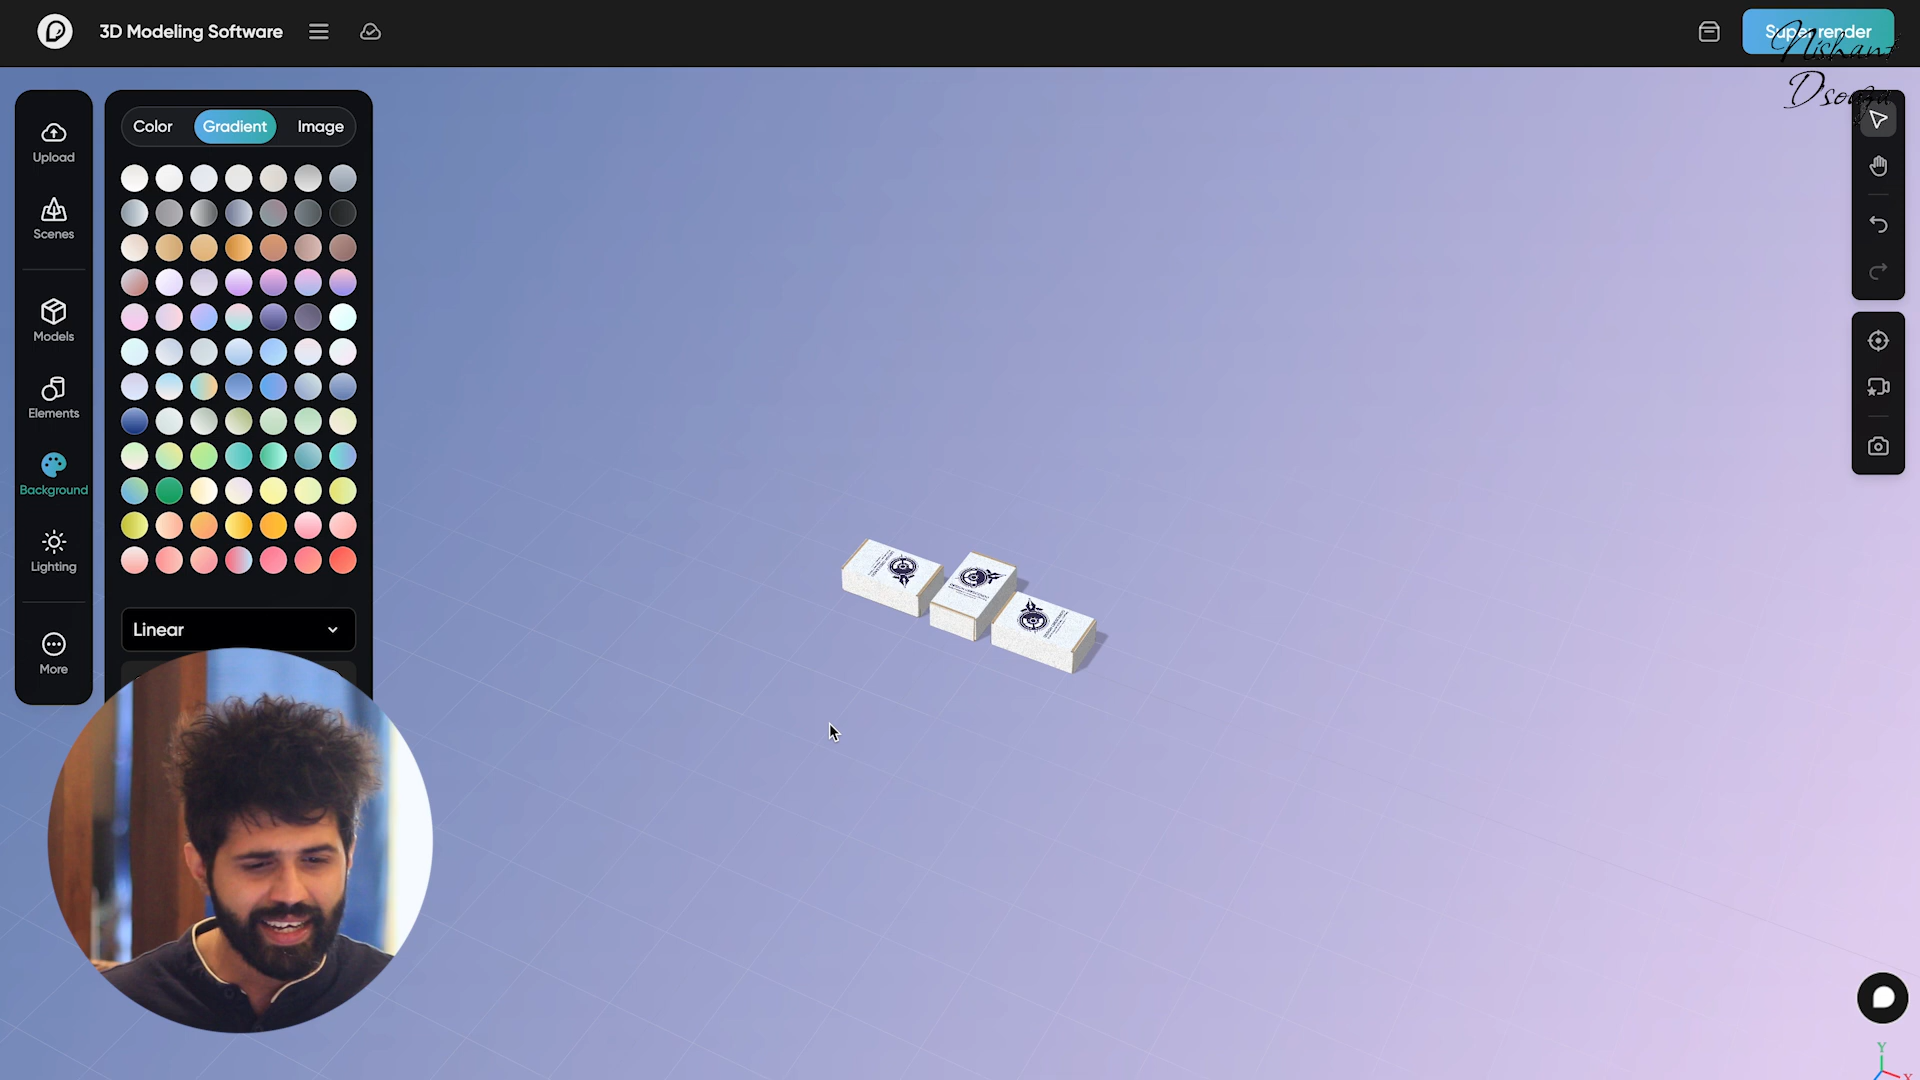 3D Modeling Software
Super render
Nishant
Dsouza
Upload
Scenes
Models
Elements
Background
Lighting
More
Color
Gradient
Image
Linear
Y
X